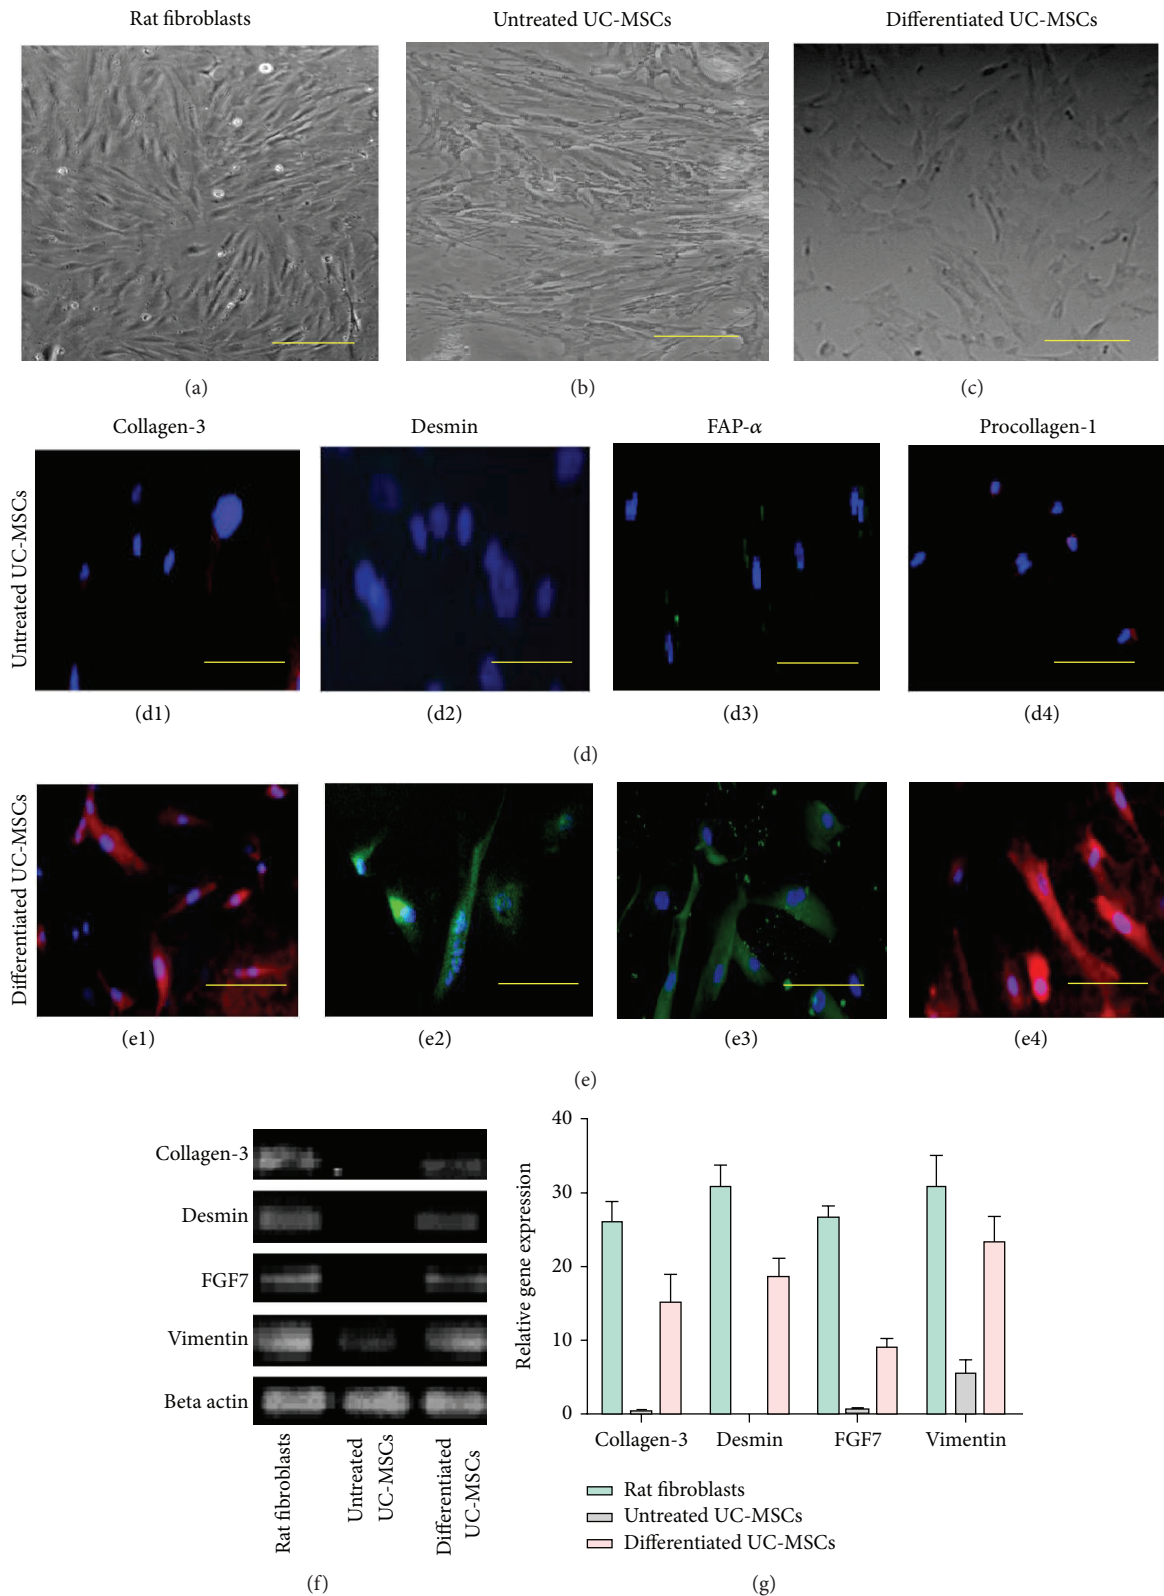 Rat fibroblasts
Untreated UC-MSCs
Differentiated UC-MSCs
(a)
(b)
(c)
Collagen-3
Desmin
FAP-α
Procollagen-1
Untreated UC-MSCs
(d1)
(d2)
(d3)
(d4)
(d)
Differentiated UC-MSCs
(e1)
(e2)
(e3)
(e4)
(e)
Collagen-3
Desmin
FGF7
Vimentin
Beta actin
Rat fibroblasts
Untreated
UC-MSCs
Differentiated
UC-MSCs
(f)
Relative gene expression
40
30
20
10
0
Collagen-3
Desmin
FGF7
Vimentin
Rat fibroblasts
Untreated UC-MSCs
Differentiated UC-MSCs
(g)